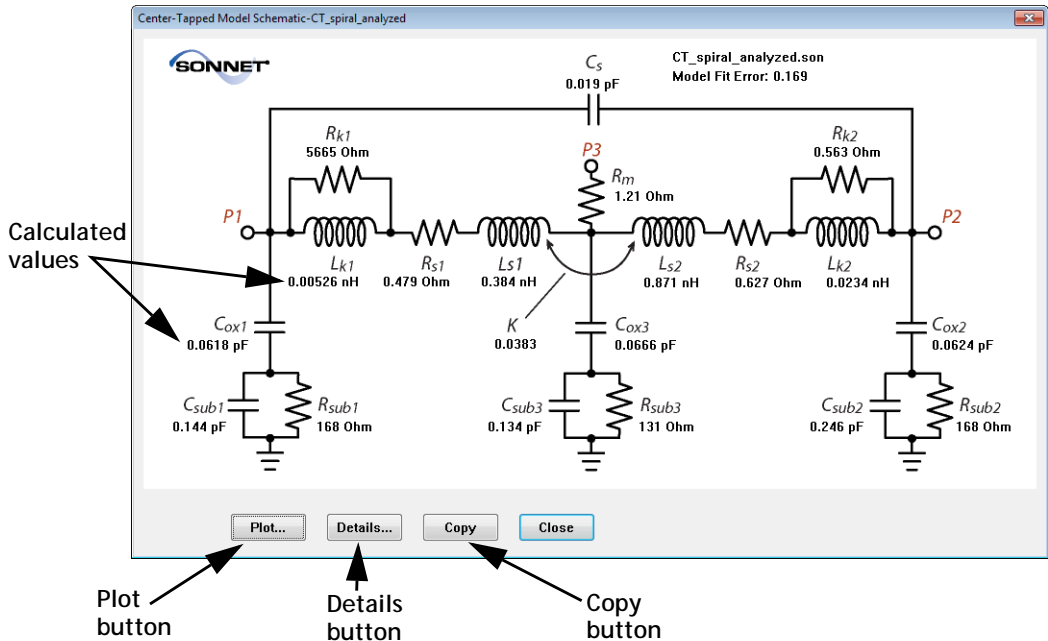 Center-Tapped Model Schematic-CT_spiral_analyzed
SONNET
CT_spiral_analyzed.son
Model Fit Error: 0.169
Cs
0.019 pF
Rk1
5665 Ohm
P3
Rm
1.21 Ohm
Rk2
0.563 Ohm
P1
P2
Calculated
values
Lk1
0.00526 nH
Rs1
0.479 Ohm
Ls1
0.384 nH
Ls2
0.871 nH
Rs2
0.627 Ohm
Lk2
0.0234 nH
Cox1
0.0618 pF
K
0.0383
Cox3
0.0666 pF
Cox2
0.0624 pF
Csub1
0.144 pF
Rsub1
168 Ohm
Csub3
0.134 pF
Rsub3
131 Ohm
Csub2
0.246 pF
Rsub2
168 Ohm
Plot...
Details...
Copy
Close
Plot
button
Details
button
Copy
button